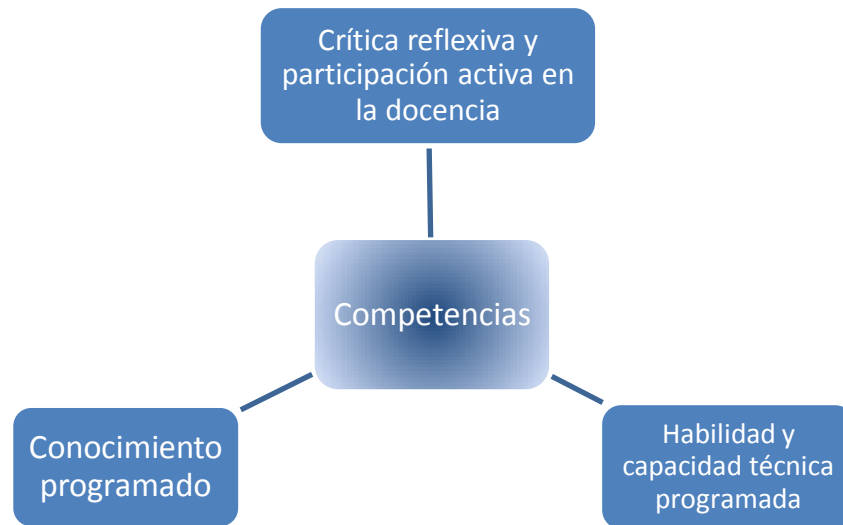 Crítica reflexiva y
participación activa en
la docencia
Competencias
Conocimiento
programado
Habilidad y
capacidad técnica
programada